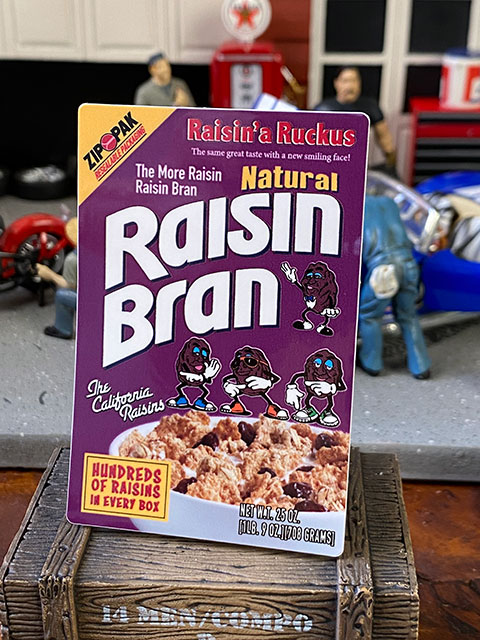 ZIP PAK
RESEALABLE PACKAGING
Raisin'a Ruckus
The same great taste with a new smiling face!
The More Raisin
Raisin Bran
Natural
Raisin
Bran
The
California
Raisins
HUNDREDS
OF RAISINS
IN EVERY BOX
NET W.T. 25 OZ.
[1LB. 9 OZ.][708 GRAMS]
14 MEN/COMPO